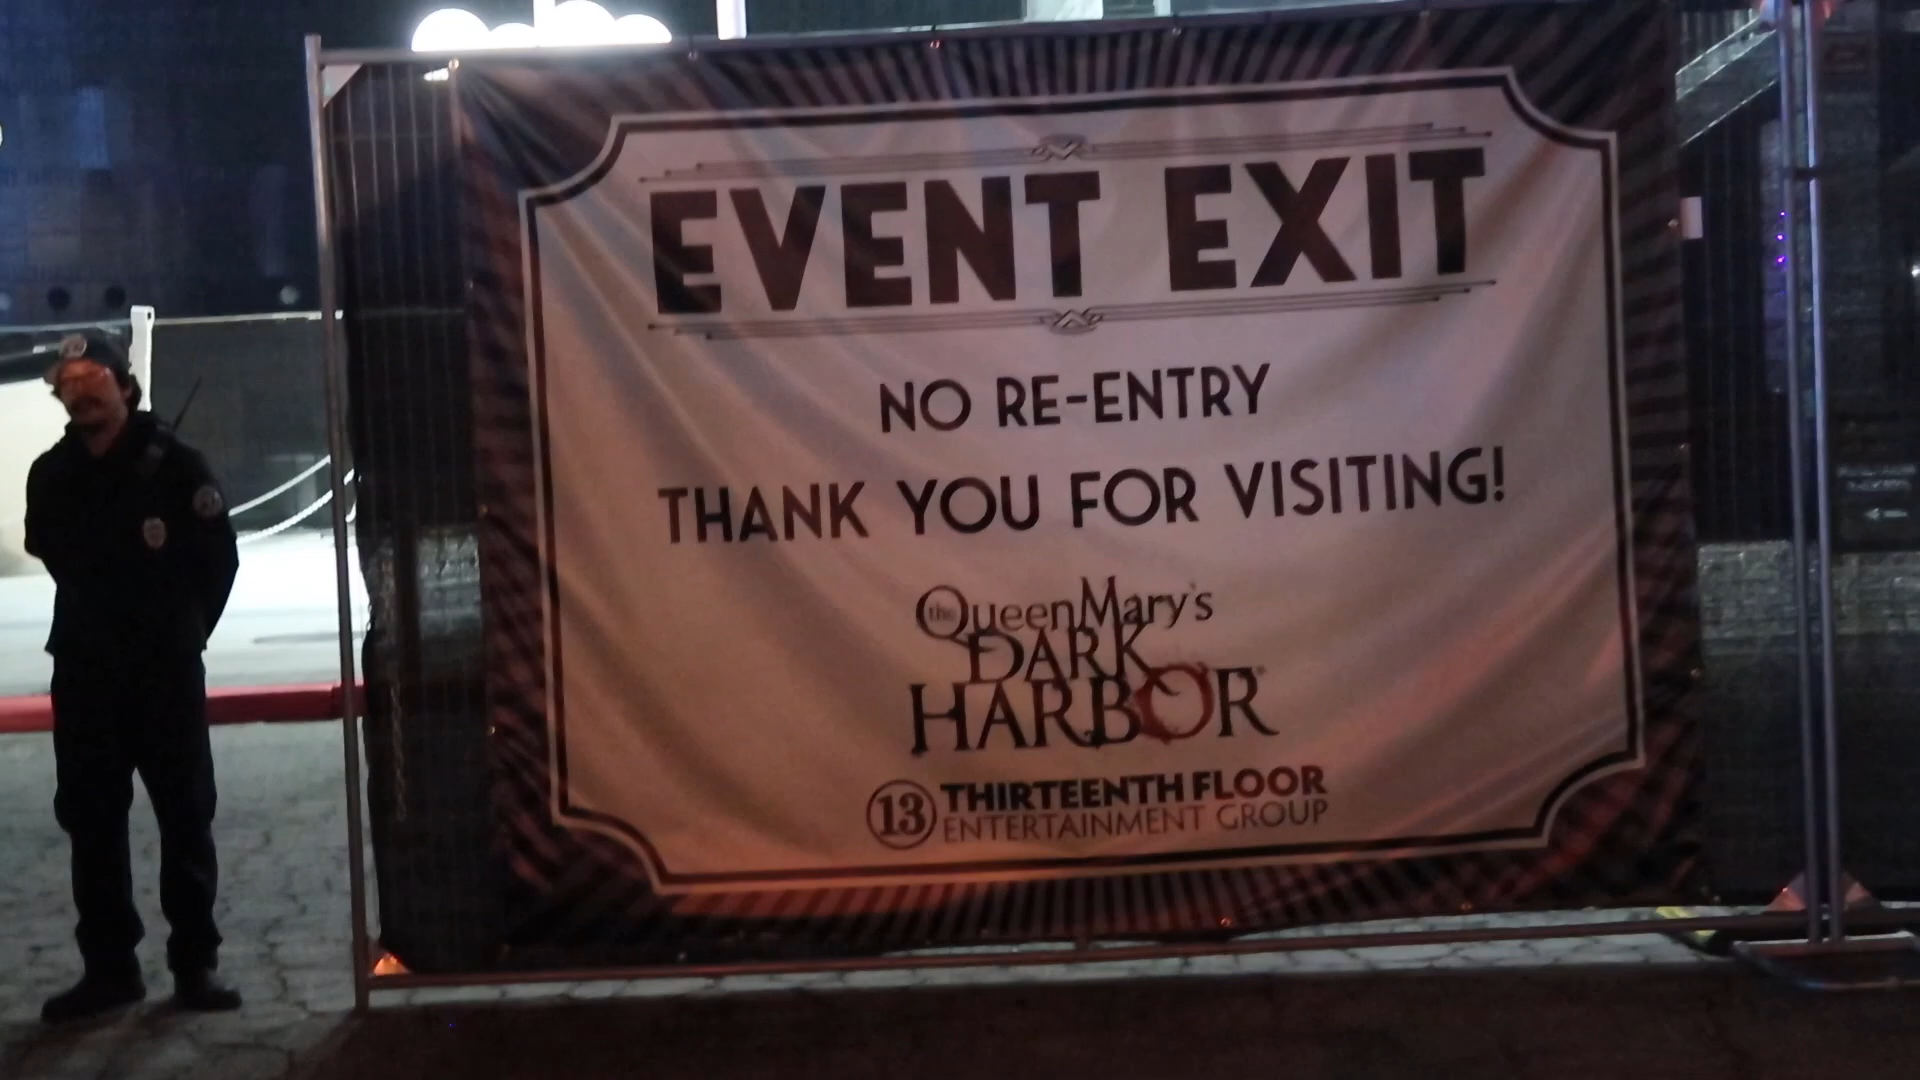 EVENT EXIT
NO RE-ENTRY
THANK YOU FOR VISITING!
the QueenMary's
DARK
HARBOR
13 THIRTEENTH FLOOR
ENTERTAINMENT GROUP